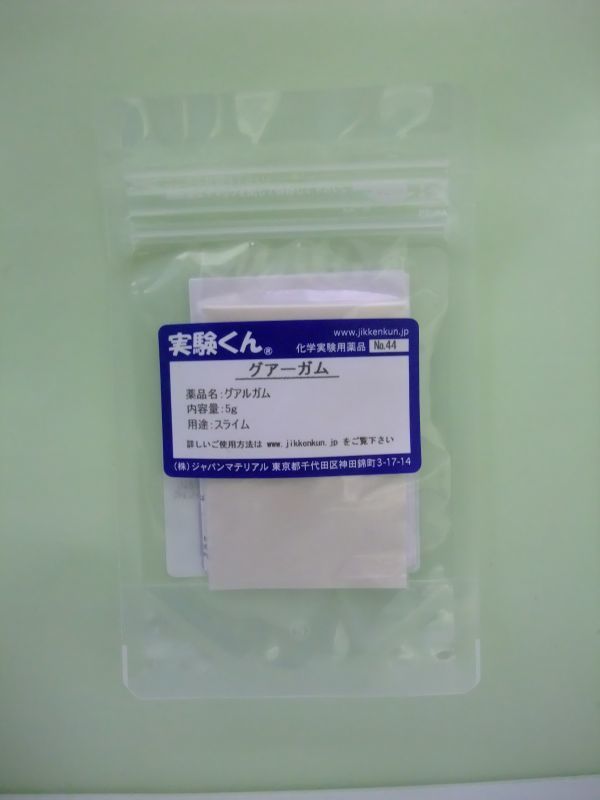 www.jikkenkun.jp
実験くん®
化学実験用薬品 No.44
グアーガム
薬品名:グアルガム
内容量:5g
用途:スライム
詳しいご使用方法は www.jikkenkun.jp をご覧下さい
(株)ジャパンマテリアル 東京都千代田区神田錦町3-17-14